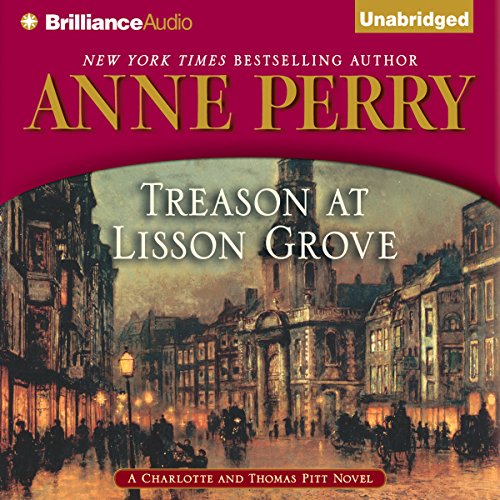 BrillianceAudio
Unabridged
NEW YORK TIMES BESTSELLING AUTHOR
ANNE PERRY
TREASON AT
LISSON GROVE
A CHARLOTTE AND THOMAS PITT NOVEL